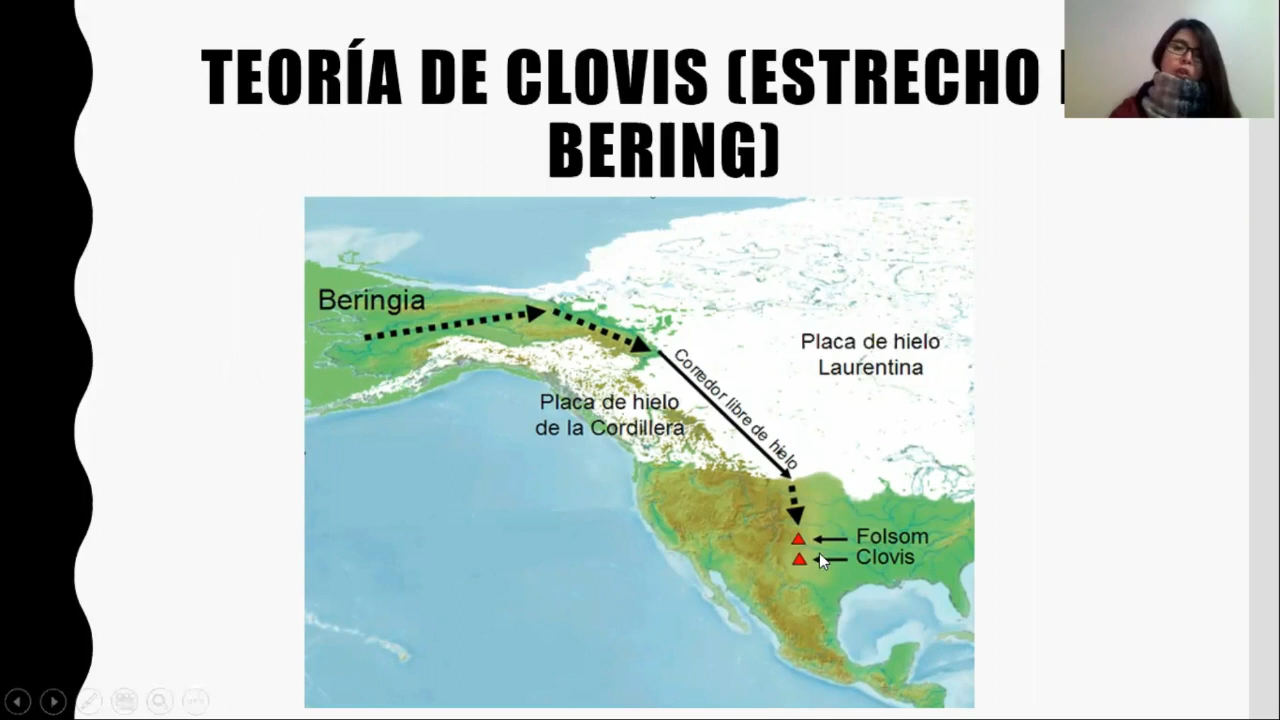 TEORÍA DE CLOVIS (ESTRECHO
BERING)
Beringia
Placa de hielo
Laurentina
Corredor libre de hielo
Placa de hielo
de la Cordillera
Folsom
Clovis